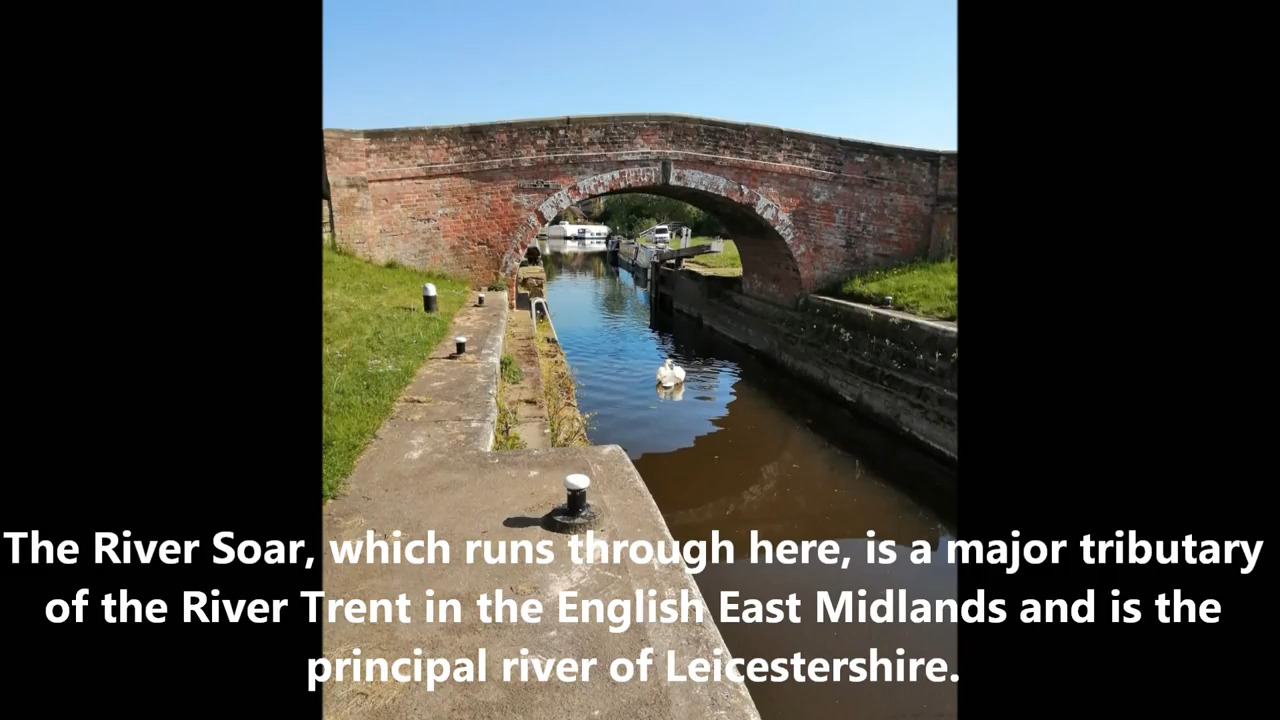 The River Soar, which runs through here, is a major tributary
of the River Trent in the English East Midlands and is the
principal river of Leicestershire.